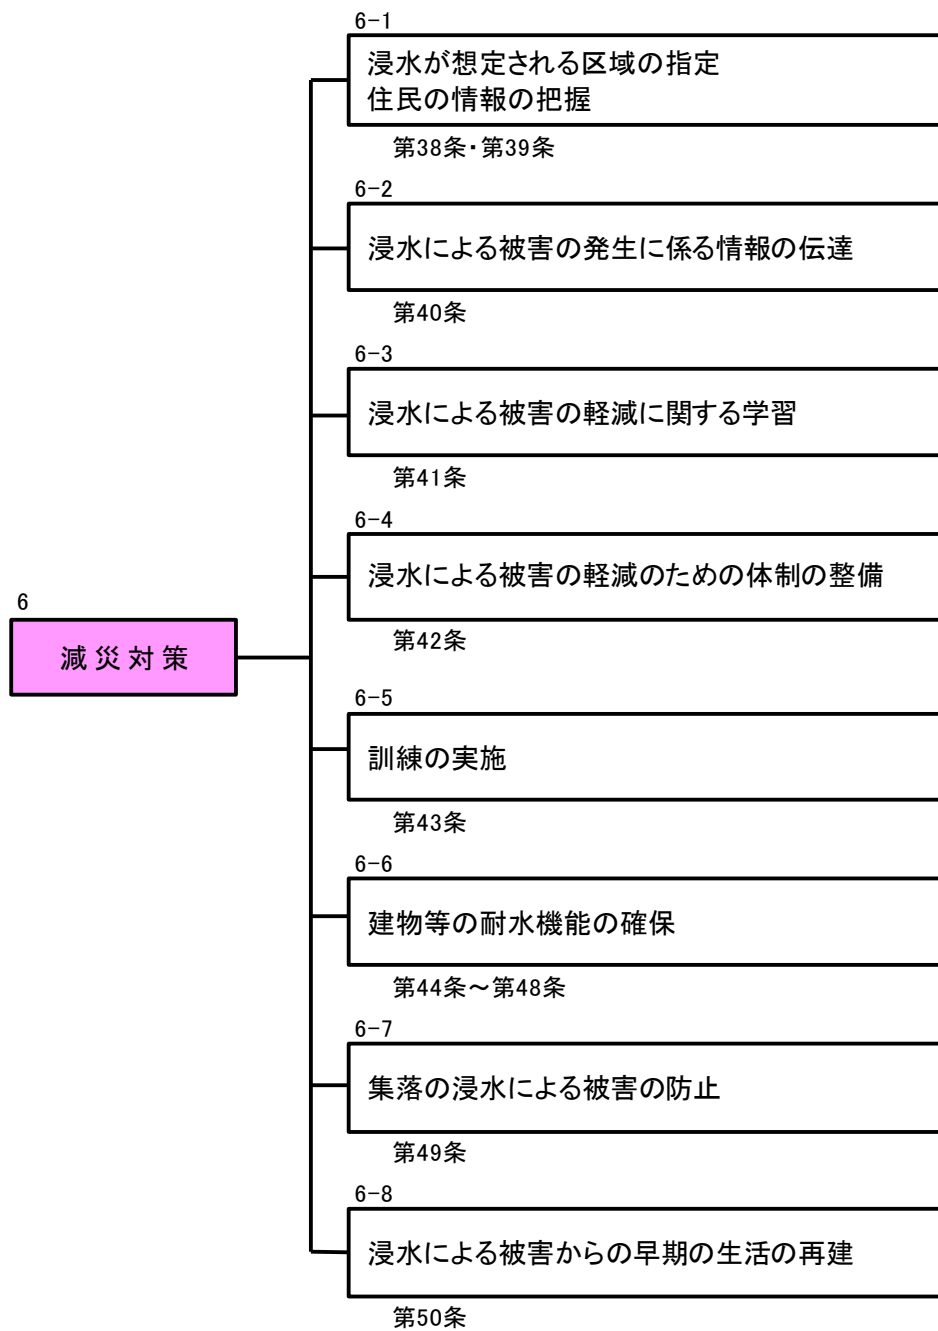 6-1
浸水が想定される区域の指定
住民の情報の把握
第38条・第39条
6-2
浸水による被害の発生に係る情報の伝達
第40条
6-3
浸水による被害の軽減に関する学習
第41条
6-4
浸水による被害の軽減のための体制の整備
第42条
6
減災対策
6-5
訓練の実施
第43条
6-6
建物等の耐水機能の確保
第44条～第48条
6-7
集落の浸水による被害の防止
第49条
6-8
浸水による被害からの早期の生活の再建
第50条